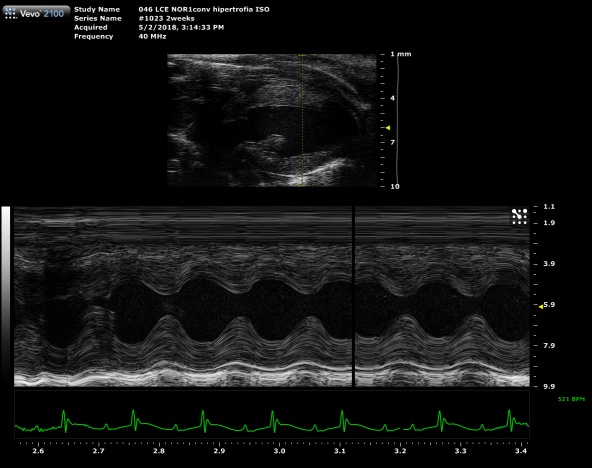 Vevo 2100
Study Name 046 LCE NOR1conv hipertrofia ISO
Series Name #1023 2weeks
Acquired 5/2/2018, 3:14:33 PM
Frequency 40 MHz
1 mm
4
7
10
1.1
1.9
3.9
5.9
7.9
9.9
521 BPM
2.6 2.7 2.8 2.9 3.0 3.1 3.2 3.3 3.4